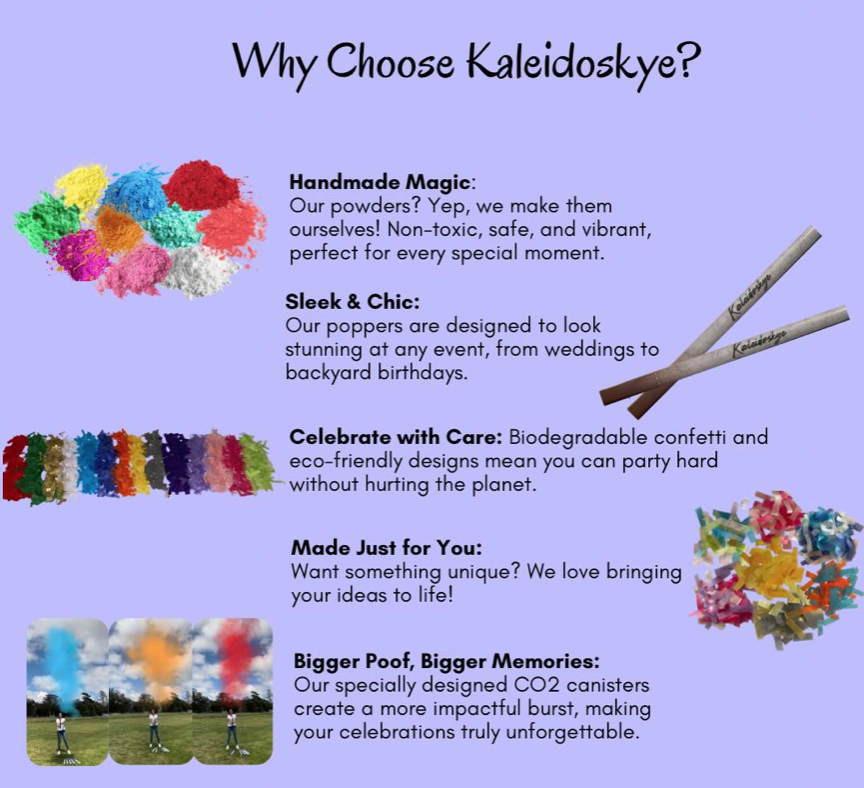 Why Choose Kaleidoskye?
Handmade Magic:
Our powders? Yep, we make them
ourselves! Non-toxic, safe, and vibrant,
perfect for every special moment.
Sleek & Chic:
Our poppers are designed to look
stunning at any event, from weddings to
backyard birthdays.
Kaleidoskye
Kaleidoskye
Celebrate with Care: Biodegradable confetti and
eco-friendly designs mean you can party hard
without hurting the planet.
Made Just for You:
Want something unique? We love bringing
your ideas to life!
Bigger Poof, Bigger Memories:
Our specially designed CO2 canisters
create a more impactful burst, making
your celebrations truly unforgettable.